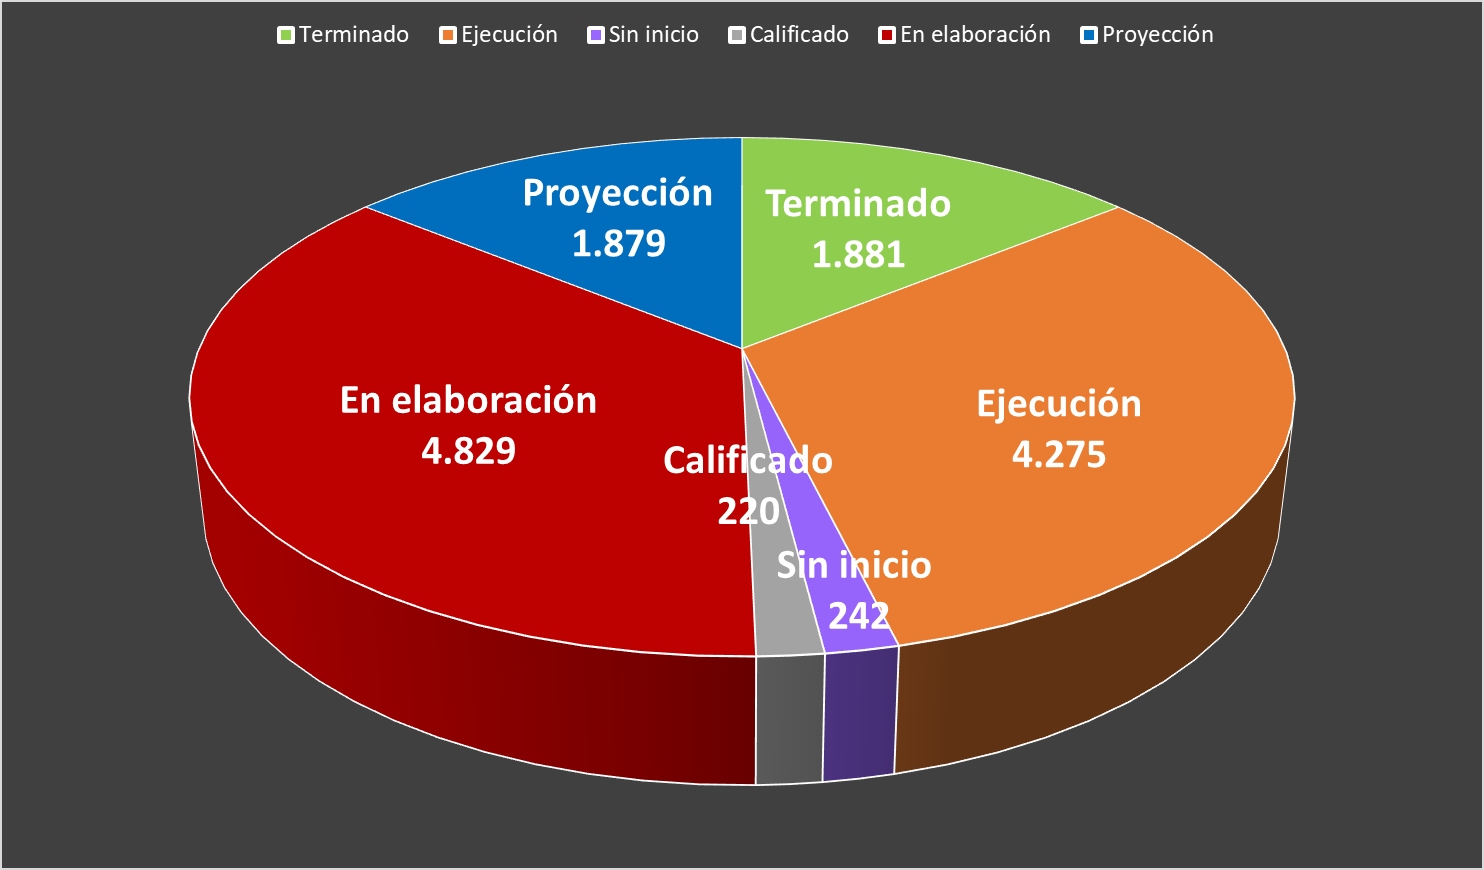 Terminado Ejecución Sin inicio Calificado En elaboración Proyección
Proyección
1.879
Terminado
1.881
En elaboración
4.829
Ejecución
4.275
Calificado
220
Sin inicio
242